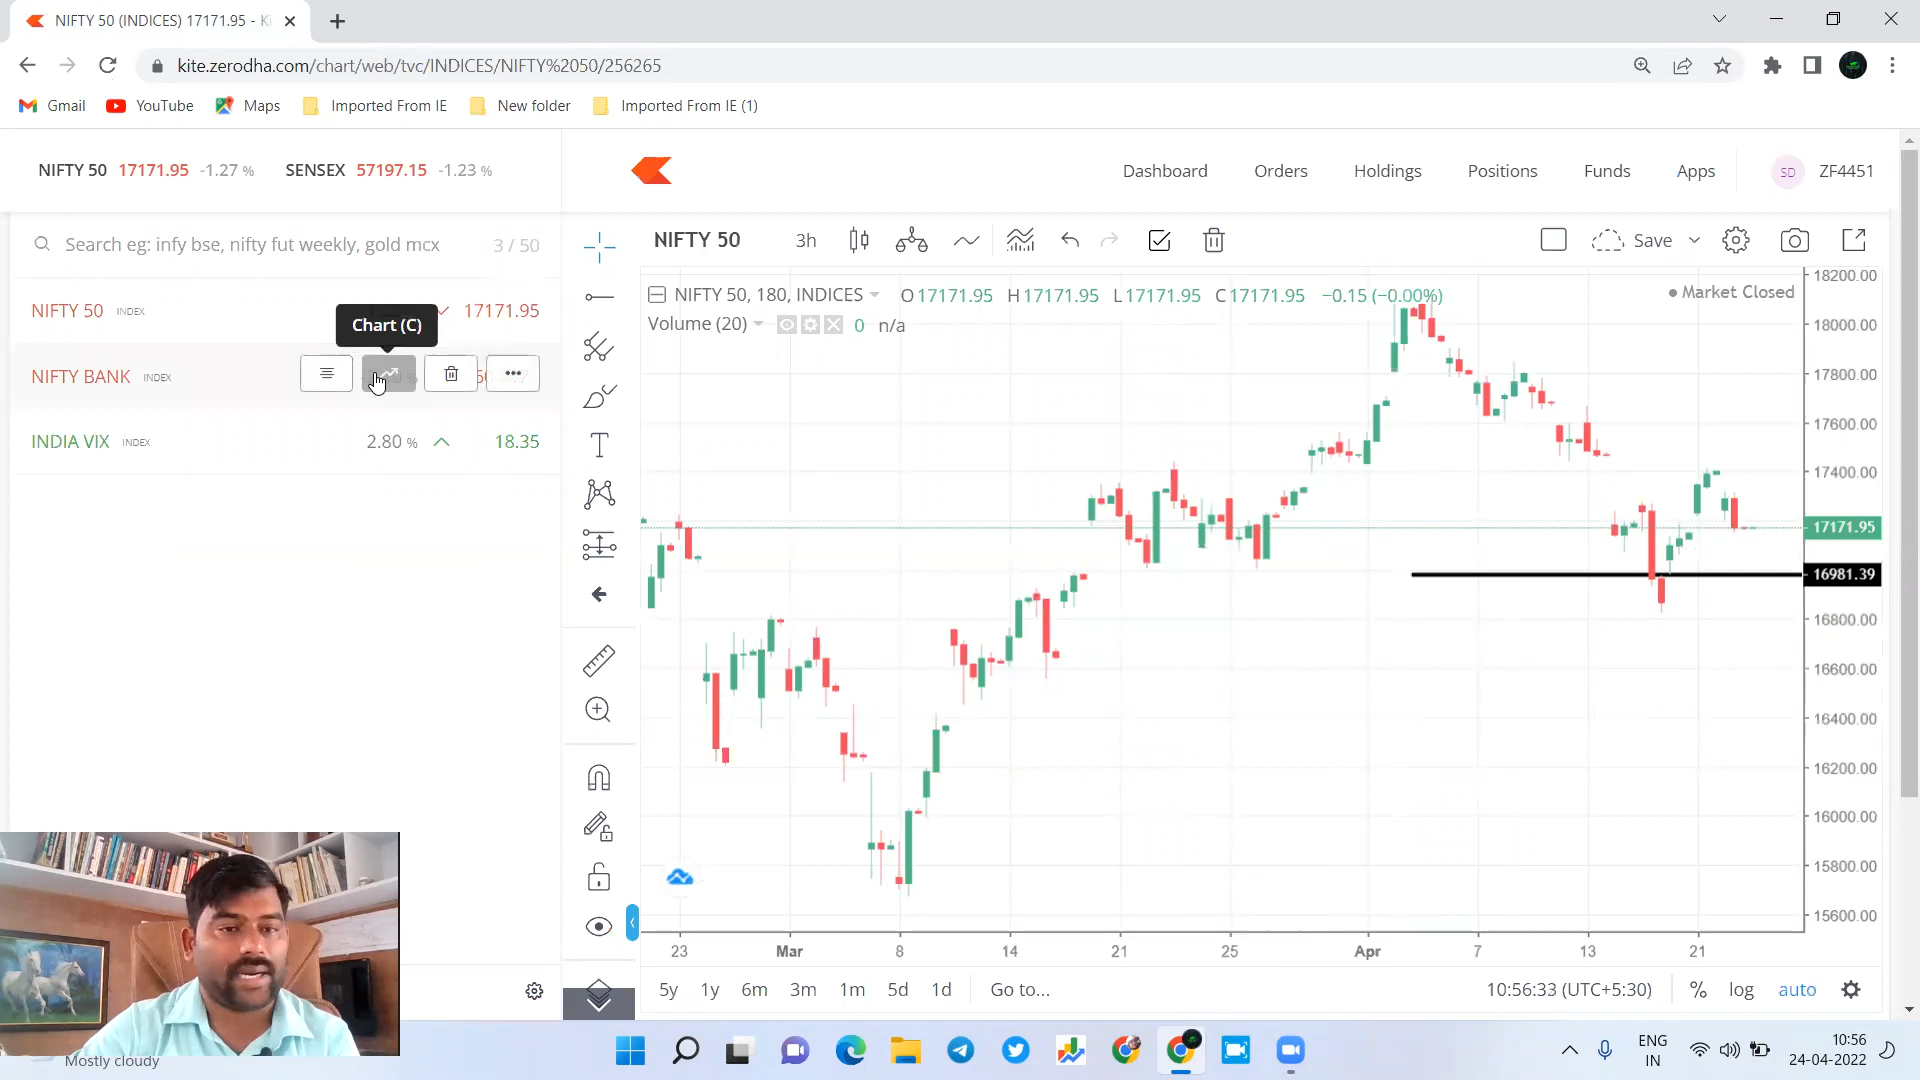 NIFTY 50 (INDICES) 17171.95 - Ki
kite.zerodha.com/chart/web/tvc/INDICES/NIFTY%2050/256265
Gmail YouTube Maps Imported From IE New folder Imported From IE (1)
NIFTY 50 17171.95 -1.27 % SENSEX 57197.15 -1.23 %
Dashboard Orders Holdings Positions Funds Apps SD ZF4451
Search eg: infy bse, nifty fut weekly, gold mcx 3 / 50
NIFTY 50 INDEX 17171.95
Chart (C)
NIFTY BANK INDEX
INDIA VIX INDEX 2.80 % 18.35
NIFTY 50 3h Save
NIFTY 50, 180, INDICES O 17171.95 H 17171.95 L 17171.95 C 17171.95 −0.15 (−0.00%)
Market Closed
Volume (20) 0 n/a
18200.00
18000.00
17800.00
17600.00
17400.00
17171.95
16981.39
16800.00
16600.00
16400.00
16200.00
16000.00
15800.00
15600.00
23 Mar 8 14 21 25 Apr 7 13 21
5y 1y 6m 3m 1m 5d 1d Go to... 10:56:33 (UTC+5:30) % log auto
Mostly cloudy
ENG
IN
10:56
24-04-2022